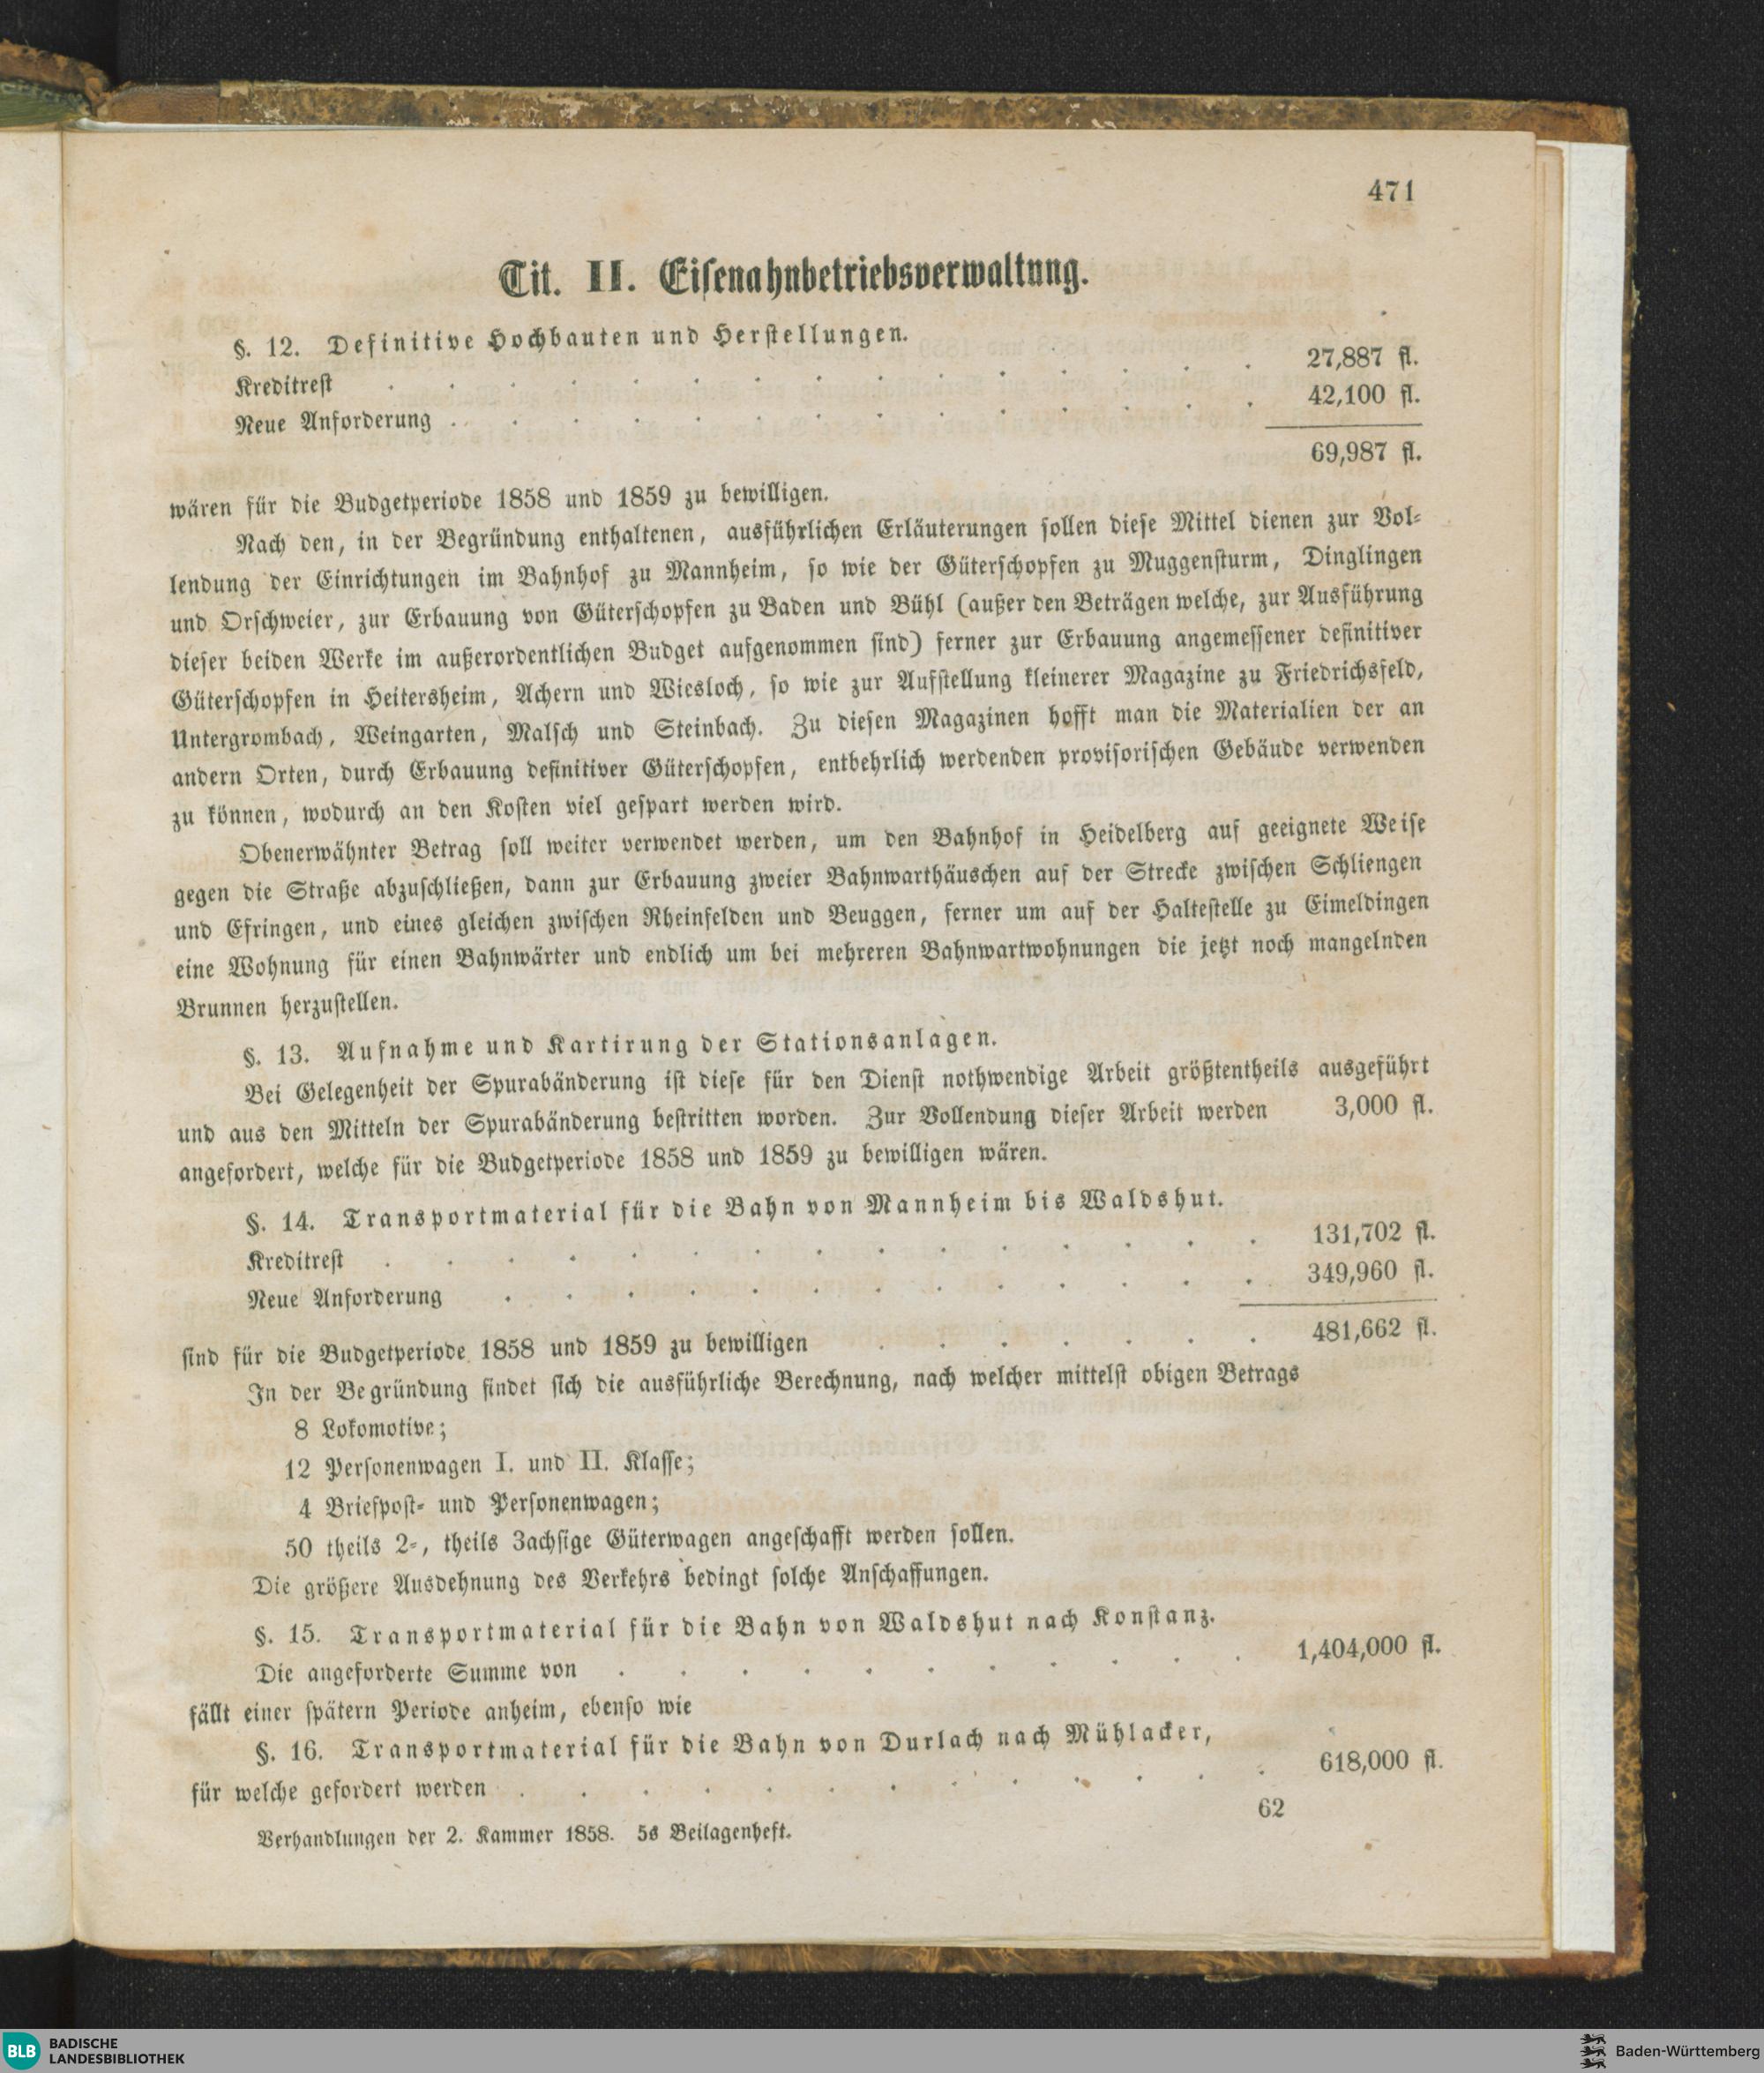 471
Tit. II. Eisenahnbetriebsverwaltung.
§. 12. Definitive Hochbauten und Herstellungen.
Kreditrest . . . . . . . . . . . . . . . 27,887 fl.
Neue Anforderung . . . . . . . . . . . . . . 42,100 fl.
69,987 fl.
wären für die Budgetperiode 1858 und 1859 zu bewilligen.
Nach den, in der Begründung enthaltenen, ausführlichen Erläuterungen sollen diese Mittel dienen zur Vol-
lendung der Einrichtungen im Bahnhof zu Mannheim, so wie der Güterschopfen zu Muggensturm, Dinglingen
und Orschweier, zur Erbauung von Güterschopfen zu Baden und Bühl (außer den Beträgen welche, zur Ausführung
dieser beiden Werke im außerordentlichen Budget aufgenommen sind) ferner zur Erbauung angemessener definitiver
Güterschopfen in Heitersheim, Achern und Wiesloch, so wie zur Aufstellung kleinerer Magazine zu Friedrichsfeld,
Untergrombach, Weingarten, Malsch und Steinbach. Zu diesen Magazinen hofft man die Materialien der an
andern Orten, durch Erbauung definitiver Güterschopfen, entbehrlich werdenden provisorischen Gebäude verwenden
zu können, wodurch an den Kosten viel gespart werden wird.
Obenerwähnter Betrag soll weiter verwendet werden, um den Bahnhof in Heidelberg auf geeignete Weise
gegen die Straße abzuschließen, dann zur Erbauung zweier Bahnwarthäuschen auf der Strecke zwischen Schliengen
und Efringen, und eines gleichen zwischen Rheinfelden und Beuggen, ferner um auf der Haltestelle zu Eimeldingen
eine Wohnung für einen Bahnwärter und endlich um bei mehreren Bahnwartwohnungen die jetzt noch mangelnden
Brunnen herzustellen.
§. 13. Aufnahme und Kartirung der Stationsanlagen.
Bei Gelegenheit der Spurabänderung ist diese für den Dienst nothwendige Arbeit größtentheils ausgeführt
und aus den Mitteln der Spurabänderung bestritten worden. Zur Vollendung dieser Arbeit werden 3,000 fl.
angefordert, welche für die Budgetperiode 1858 und 1859 zu bewilligen wären.
§. 14. Transportmaterial für die Bahn von Mannheim bis Waldshut.
Kreditrest . . . . . . . . . . . . . . . 131,702 fl.
Neue Anforderung . . . . . . . . . . . . . 349,960 fl.
sind für die Budgetperiode 1858 und 1859 zu bewilligen . . . . . . . 481,662 fl.
In der Begründung findet sich die ausführliche Berechnung, nach welcher mittelst obigen Betrags
8 Lokomotive;
12 Personenwagen I. und II. Klasse;
4 Briefpost- und Personenwagen;
50 theils 2-, theils 3achsige Güterwagen angeschafft werden sollen.
Die größere Ausdehnung des Verkehrs bedingt solche Anschaffungen.
§. 15. Transportmaterial für die Bahn von Waldshut nach Konstanz.
Die angeforderte Summe von . . . . . . . . . . . 1,404,000 fl.
fällt einer spätern Periode anheim, ebenso wie
§. 16. Transportmaterial für die Bahn von Durlach nach Mühlacker,
für welche gefordert werden . . . . . . . . . . . . . 618,000 fl.
Verhandlungen der 2. Kammer 1858. 5s Beilagenheft. 62
BLB BADISCHE
LANDESBIBLIOTHEK
Baden-Württemberg